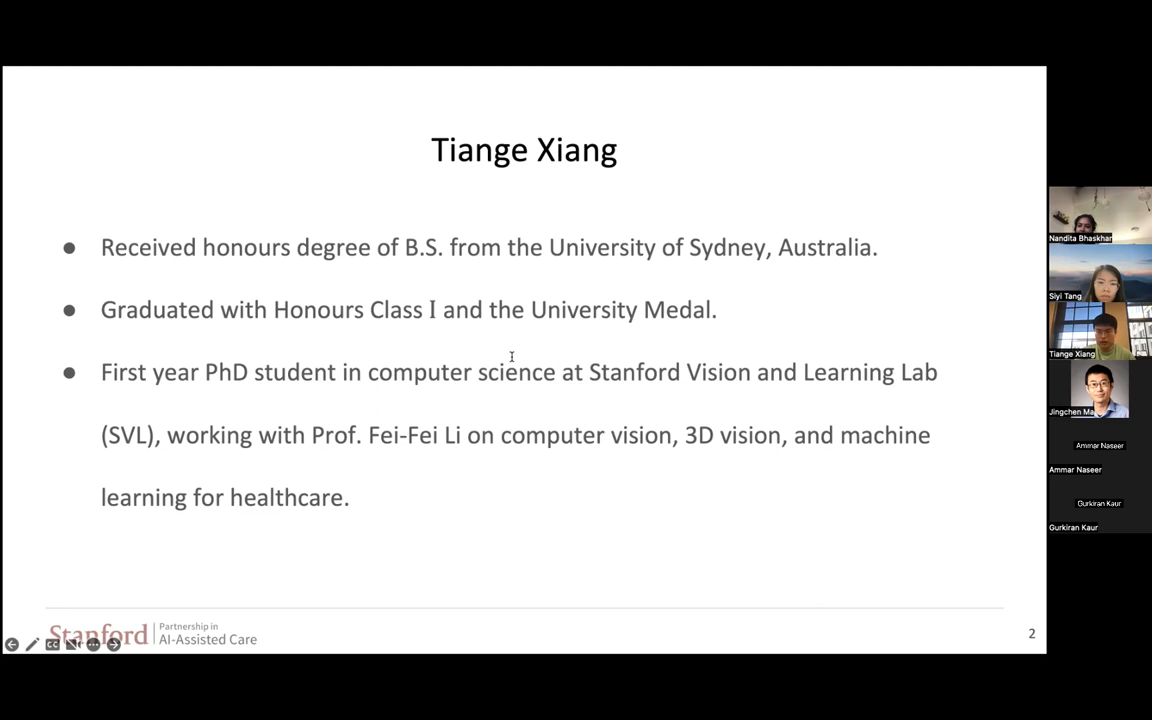 Tiange Xiang
● Received honours degree of B.S. from the University of Sydney, Australia.
● Graduated with Honours Class I and the University Medal.
● First year PhD student in computer science at Stanford Vision and Learning Lab
(SVL), working with Prof. Fei-Fei Li on computer vision, 3D vision, and machine
learning for healthcare.
Stanford
Partnership in
AI-Assisted Care
2
Nandita Bhaskhar
Siyi Tang
Tiange Xiang
Jingchen Ma
Ammar Naseer
Ammar Naseer
Gurkiran Kaur
Gurkiran Kaur